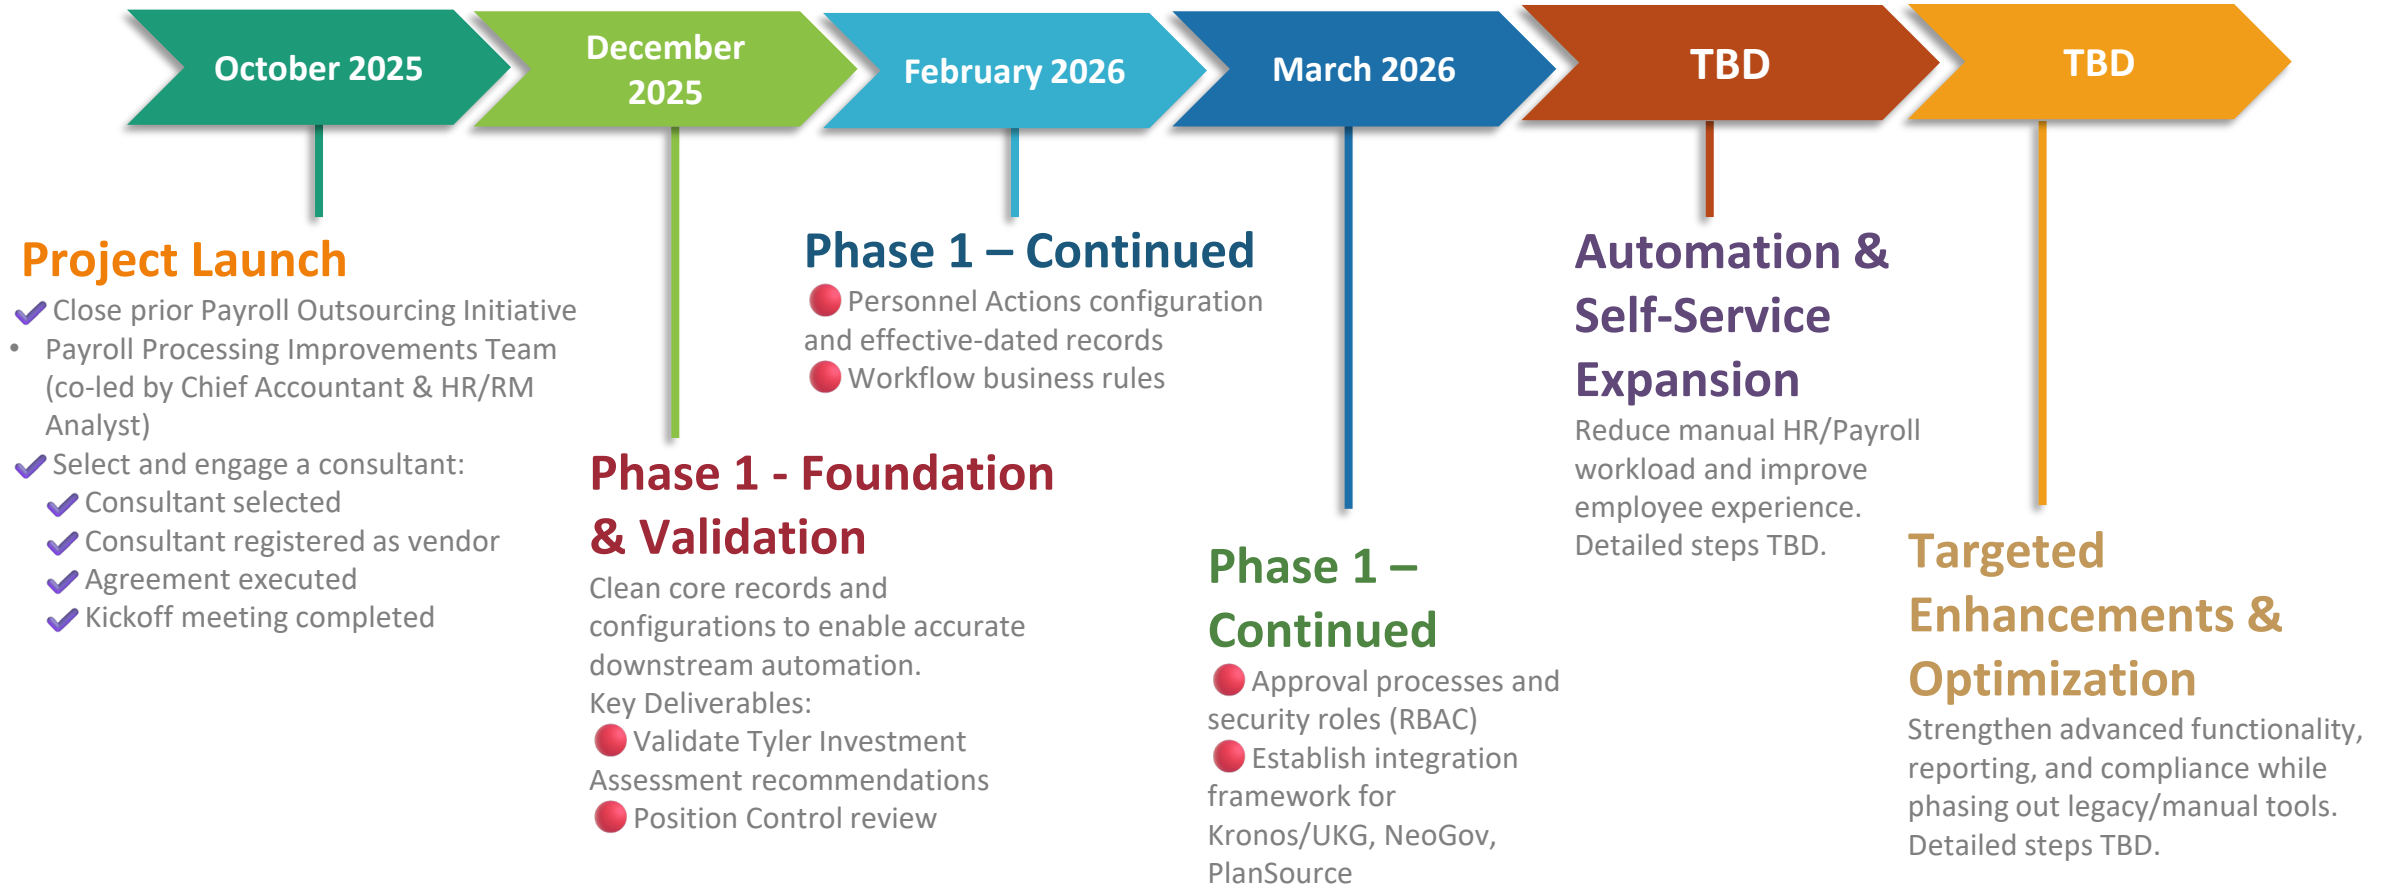 October 2025
December
2025
February 2026
March 2026
TBD
TBD
Project Launch
✔ Close prior Payroll Outsourcing Initiative
• Payroll Processing Improvements Team
(co-led by Chief Accountant & HR/RM
Analyst)
✔ Select and engage a consultant:
✔ Consultant selected
✔ Consultant registered as vendor
✔ Agreement executed
✔ Kickoff meeting completed
Phase 1 - Foundation
& Validation
Clean core records and
configurations to enable accurate
downstream automation.
Key Deliverables:
🔴 Validate Tyler Investment
Assessment recommendations
🔴 Position Control review
Phase 1 – Continued
🔴 Personnel Actions configuration
and effective-dated records
🔴 Workflow business rules
Phase 1 –
Continued
🔴 Approval processes and
security roles (RBAC)
🔴 Establish integration
framework for
Kronos/UKG, NeoGov,
PlanSource
Automation &
Self-Service
Expansion
Reduce manual HR/Payroll
workload and improve
employee experience.
Detailed steps TBD.
Targeted
Enhancements &
Optimization
Strengthen advanced functionality,
reporting, and compliance while
phasing out legacy/manual tools.
Detailed steps TBD.